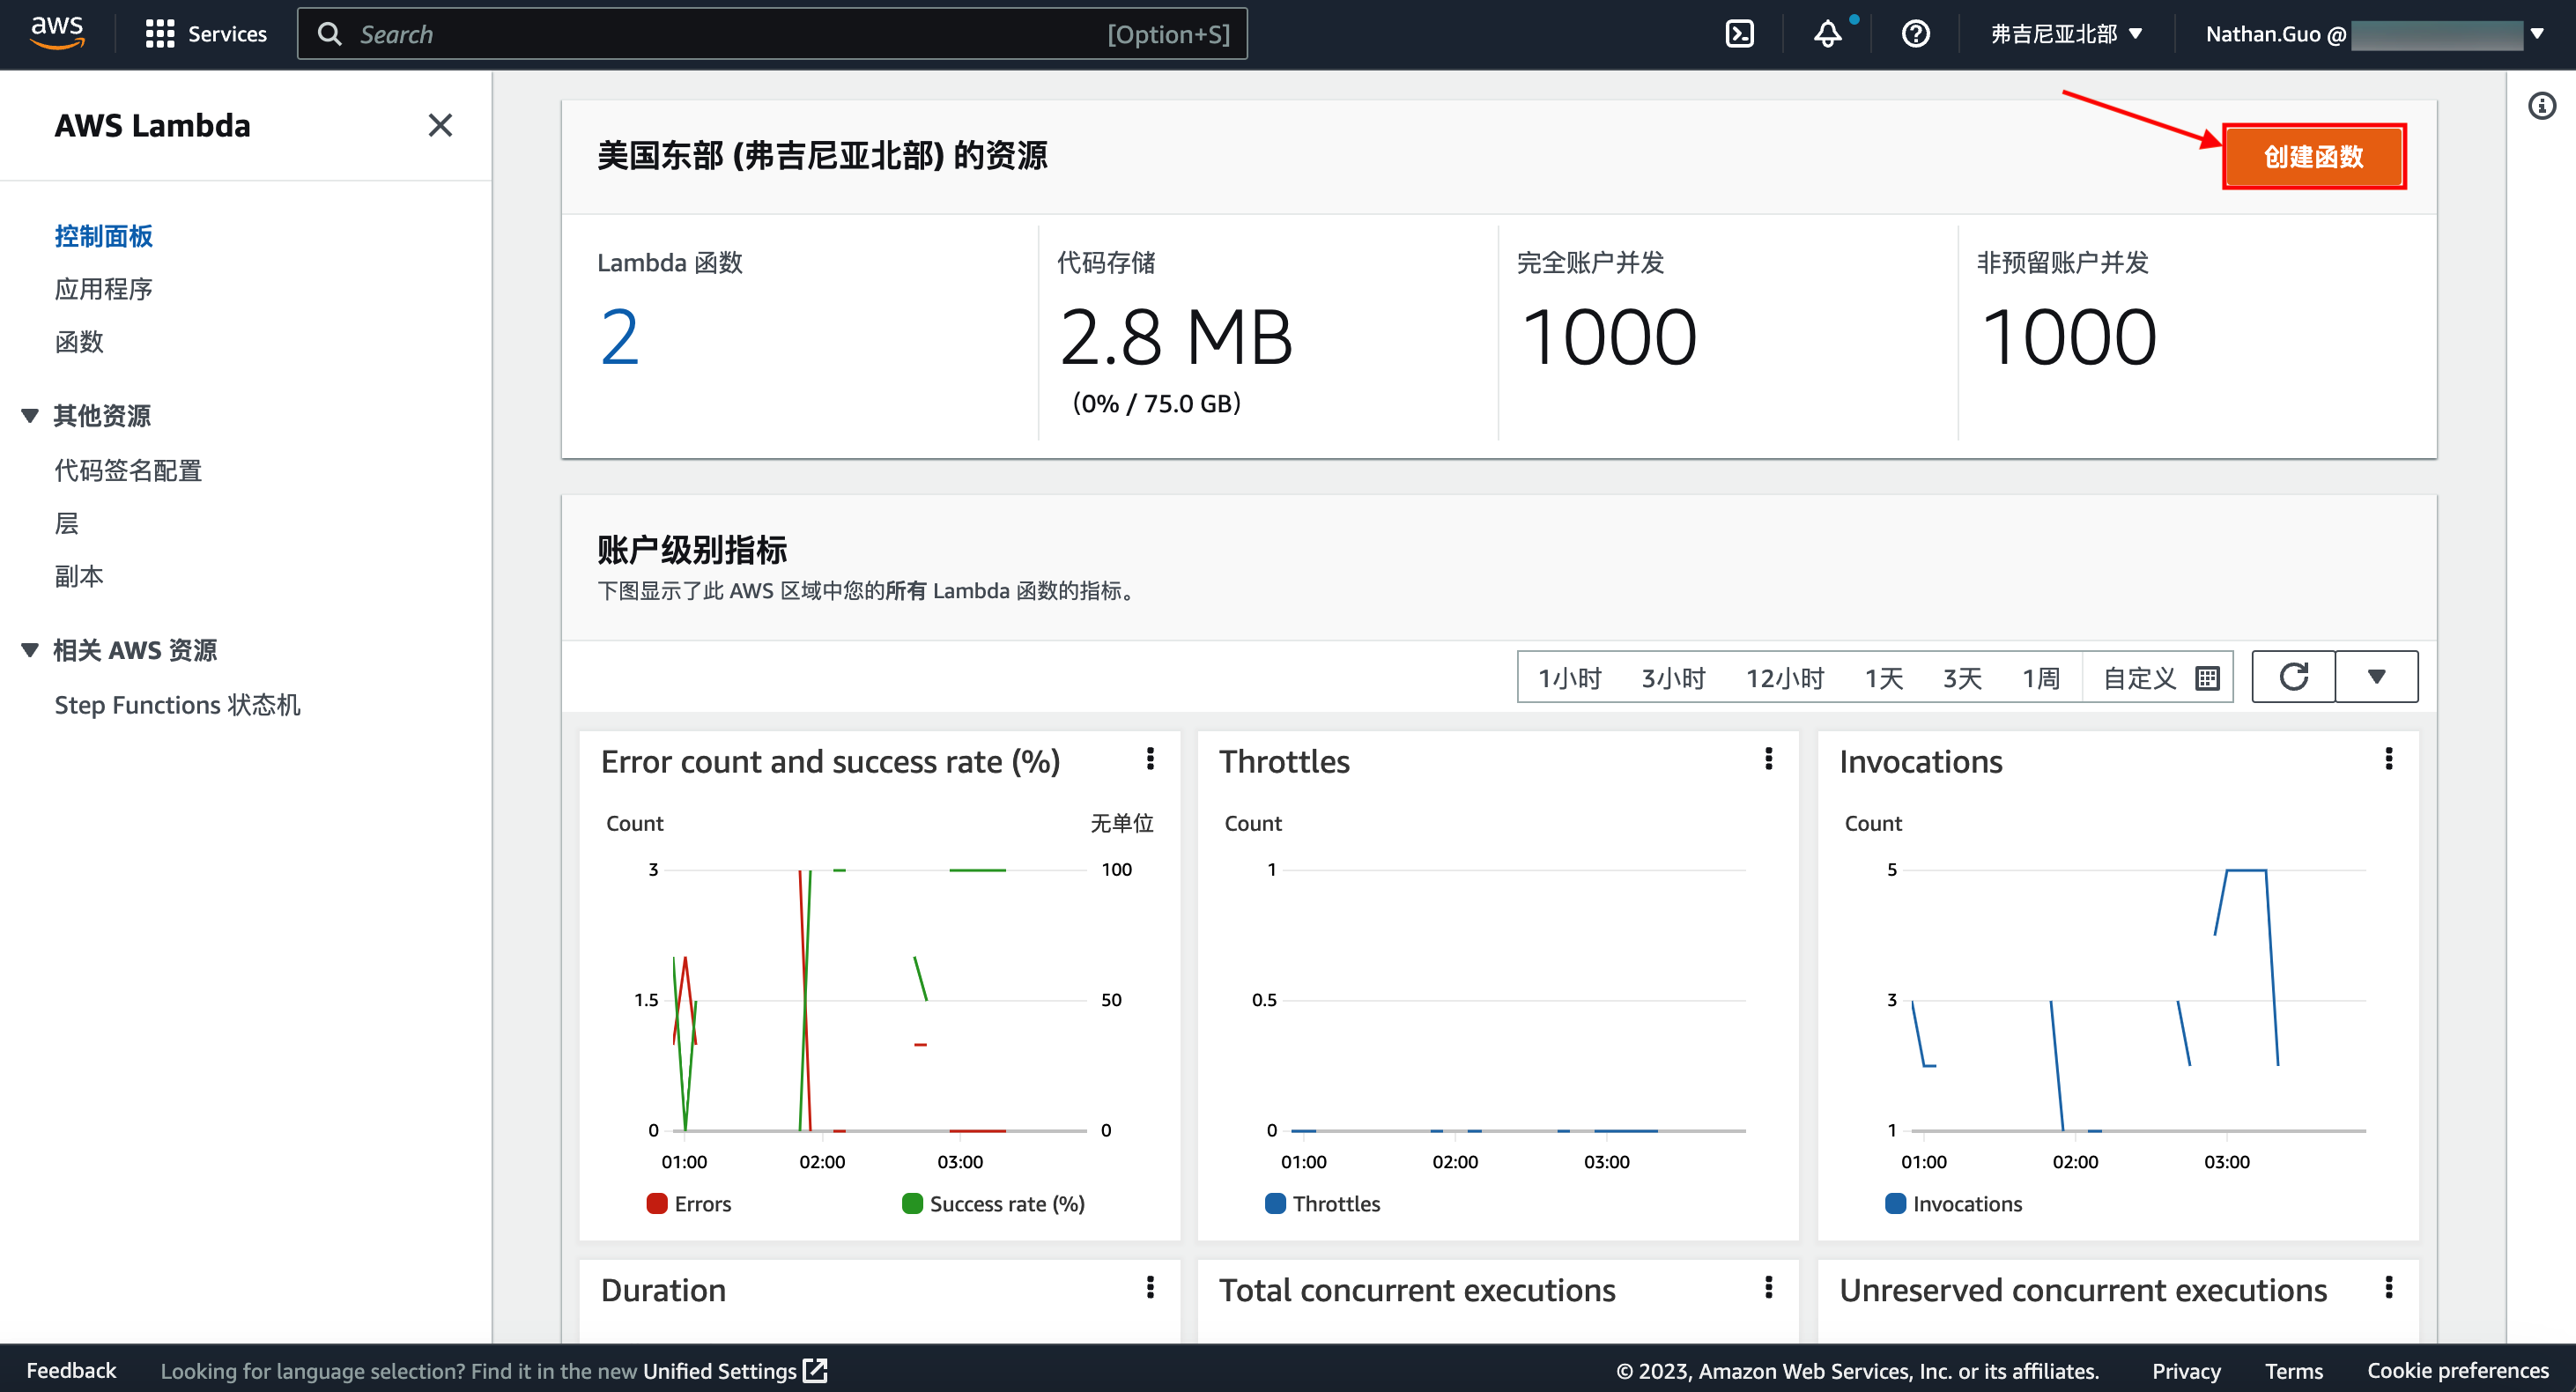 aws
Services
Search
[Option+S]
弗吉尼亚北部
Nathan.Guo @
AWS Lambda
控制面板
应用程序
函数
其他资源
代码签名配置
层
副本
相关 AWS 资源
Step Functions 状态机
美国东部 (弗吉尼亚北部) 的资源
创建函数
Lambda 函数
2
代码存储
2.8 MB
(0% / 75.0 GB)
完全账户并发
1000
非预留账户并发
1000
账户级别指标
下图显示了此 AWS 区域中您的所有 Lambda 函数的指标。
1小时 3小时 12小时 1天 3天 1周 自定义
Error count and success rate (%)
Count 无单位
3 100
1.5 50
0 0
01:00 02:00 03:00
Errors Success rate (%)
Throttles
Count
1
0.5
0
01:00 02:00 03:00
Throttles
Invocations
Count
5
3
1
01:00 02:00 03:00
Invocations
Duration
Total concurrent executions
Unreserved concurrent executions
Feedback
Looking for language selection? Find it in the new Unified Settings
© 2023, Amazon Web Services, Inc. or its affiliates.
Privacy
Terms
Cookie preferences